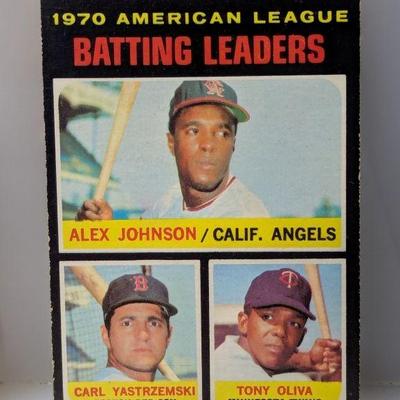 1970 AMERICAN LEAGUE
BATTING LEADERS
ALEX JOHNSON / CALIF. ANGELS
B
CARL YASTRZEMSKI
TONY OLIVA